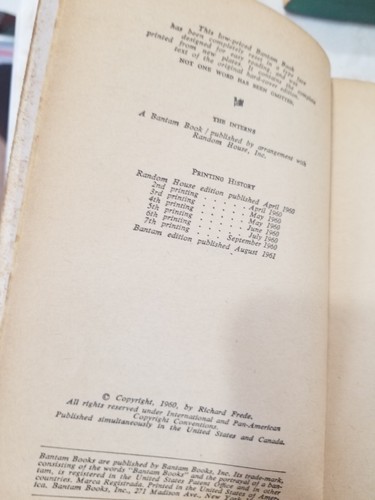 This low-priced Bantam Book
has been completely reset in a type face
designed for easy reading, and was
printed from new plates. It contains the complete
text of the original hard-cover edition.
NOT ONE WORD HAS BEEN OMITTED.
THE INTERNS
A Bantam Book / published by arrangement with
Random House, Inc.
PRINTING HISTORY
Random House edition published April 1960
2nd printing . . . . . April 1960
3rd printing . . . . . May 1960
4th printing . . . . . May 1960
5th printing . . . . . June 1960
6th printing . . . . . July 1960
7th printing . . . September 1960
Bantam edition published August 1961
© Copyright, 1960, by Richard Frede.
All rights reserved under International and Pan-American
Copyright Conventions.
Published simultaneously in the United States and Canada.
Bantam Books are published by Bantam Books, Inc. Its trade-mark,
consisting of the words "Bantam Books" and the portrayal of a ban-
tam, is registered in the United States Patent Office and in other
countries. Marca Registrada. Printed in the United States of Amer-
ica. Bantam Books, Inc., 271 Madison Ave., New York